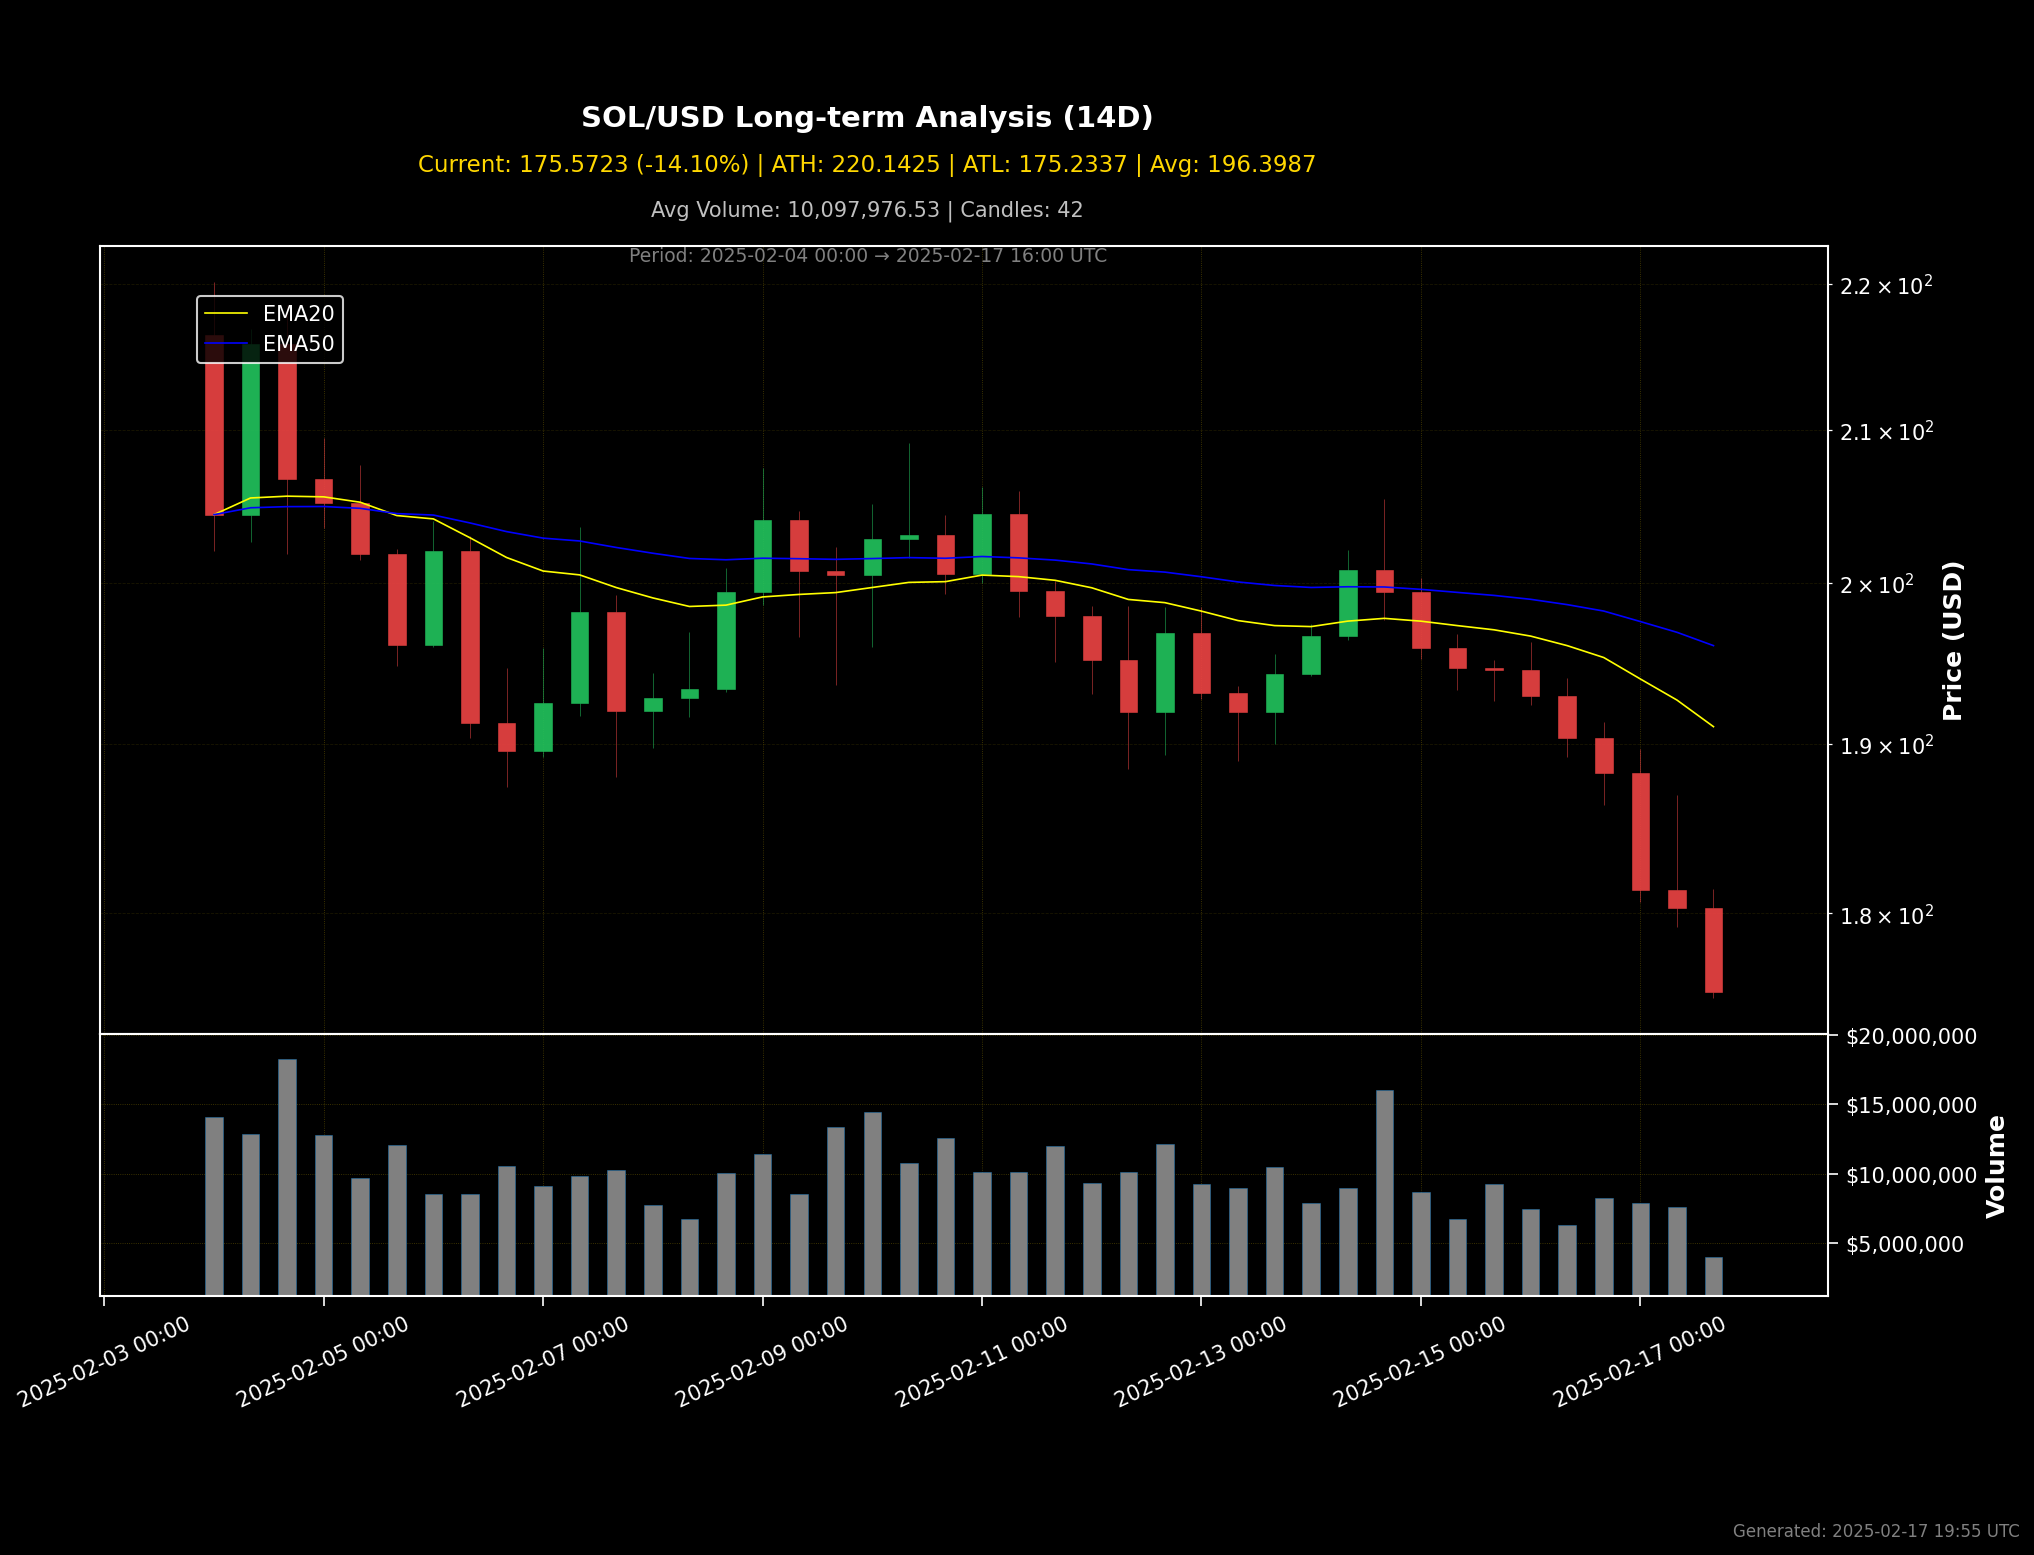 SOL/USD Long-term Analysis (14D)
Current: 175.5723 (-14.10%) | ATH: 220.1425 | ATL: 175.2337 | Avg: 196.3987
Avg Volume: 10,097,976.53 | Candles: 42
Period: 2025-02-04 00:00 → 2025-02-17 16:00 UTC
EMA20
EMA50
2.2 × 10²
2.1 × 10²
2 × 10²
1.9 × 10²
1.8 × 10²
Price (USD)
$20,000,000
$15,000,000
$10,000,000
$5,000,000
Volume
2025-02-03 00:00
2025-02-05 00:00
2025-02-07 00:00
2025-02-09 00:00
2025-02-11 00:00
2025-02-13 00:00
2025-02-15 00:00
2025-02-17 00:00
Generated: 2025-02-17 19:55 UTC